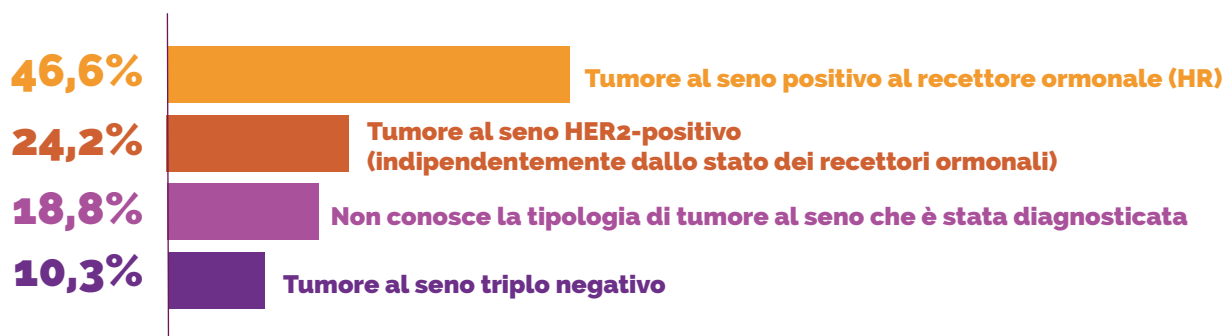 46,6%
Tumore al seno positivo al recettore ormonale (HR)
24,2%
Tumore al seno HER2-positivo
(indipendentemente dallo stato dei recettori ormonali)
18,8%
Non conosce la tipologia di tumore al seno che è stata diagnosticata
10,3%
Tumore al seno triplo negativo